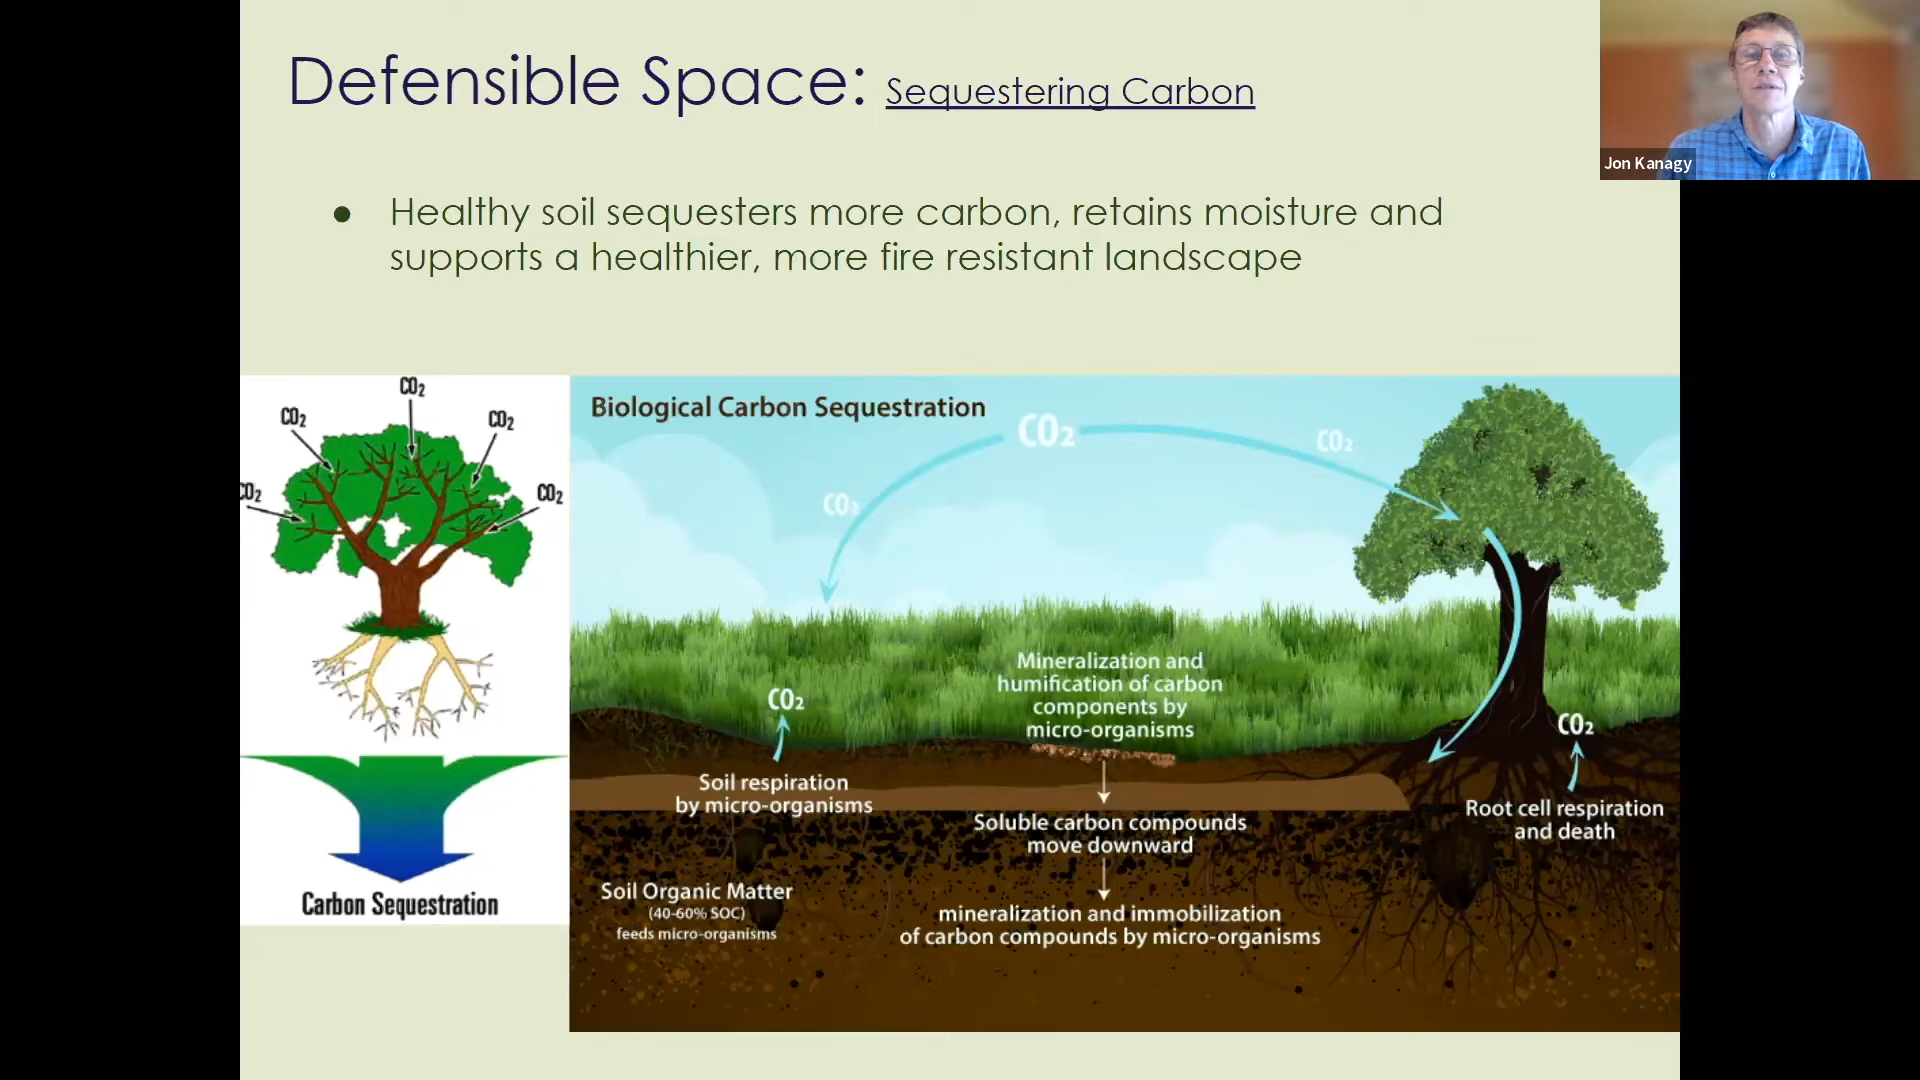 Defensible Space: Sequestering Carbon
Jon Kanagy
● Healthy soil sequesters more carbon, retains moisture and
supports a healthier, more fire resistant landscape
CO2
CO2
CO2
CO2
CO2
Carbon Sequestration
Biological Carbon Sequestration
CO2
CO2
CO2
Mineralization and
humification of carbon
components by
micro-organisms
CO2
Soil respiration
by micro-organisms
Soluble carbon compounds
move downward
CO2
Root cell respiration
and death
Soil Organic Matter
(40-60% SOC)
feeds micro-organisms
mineralization and immobilization
of carbon compounds by micro-organisms